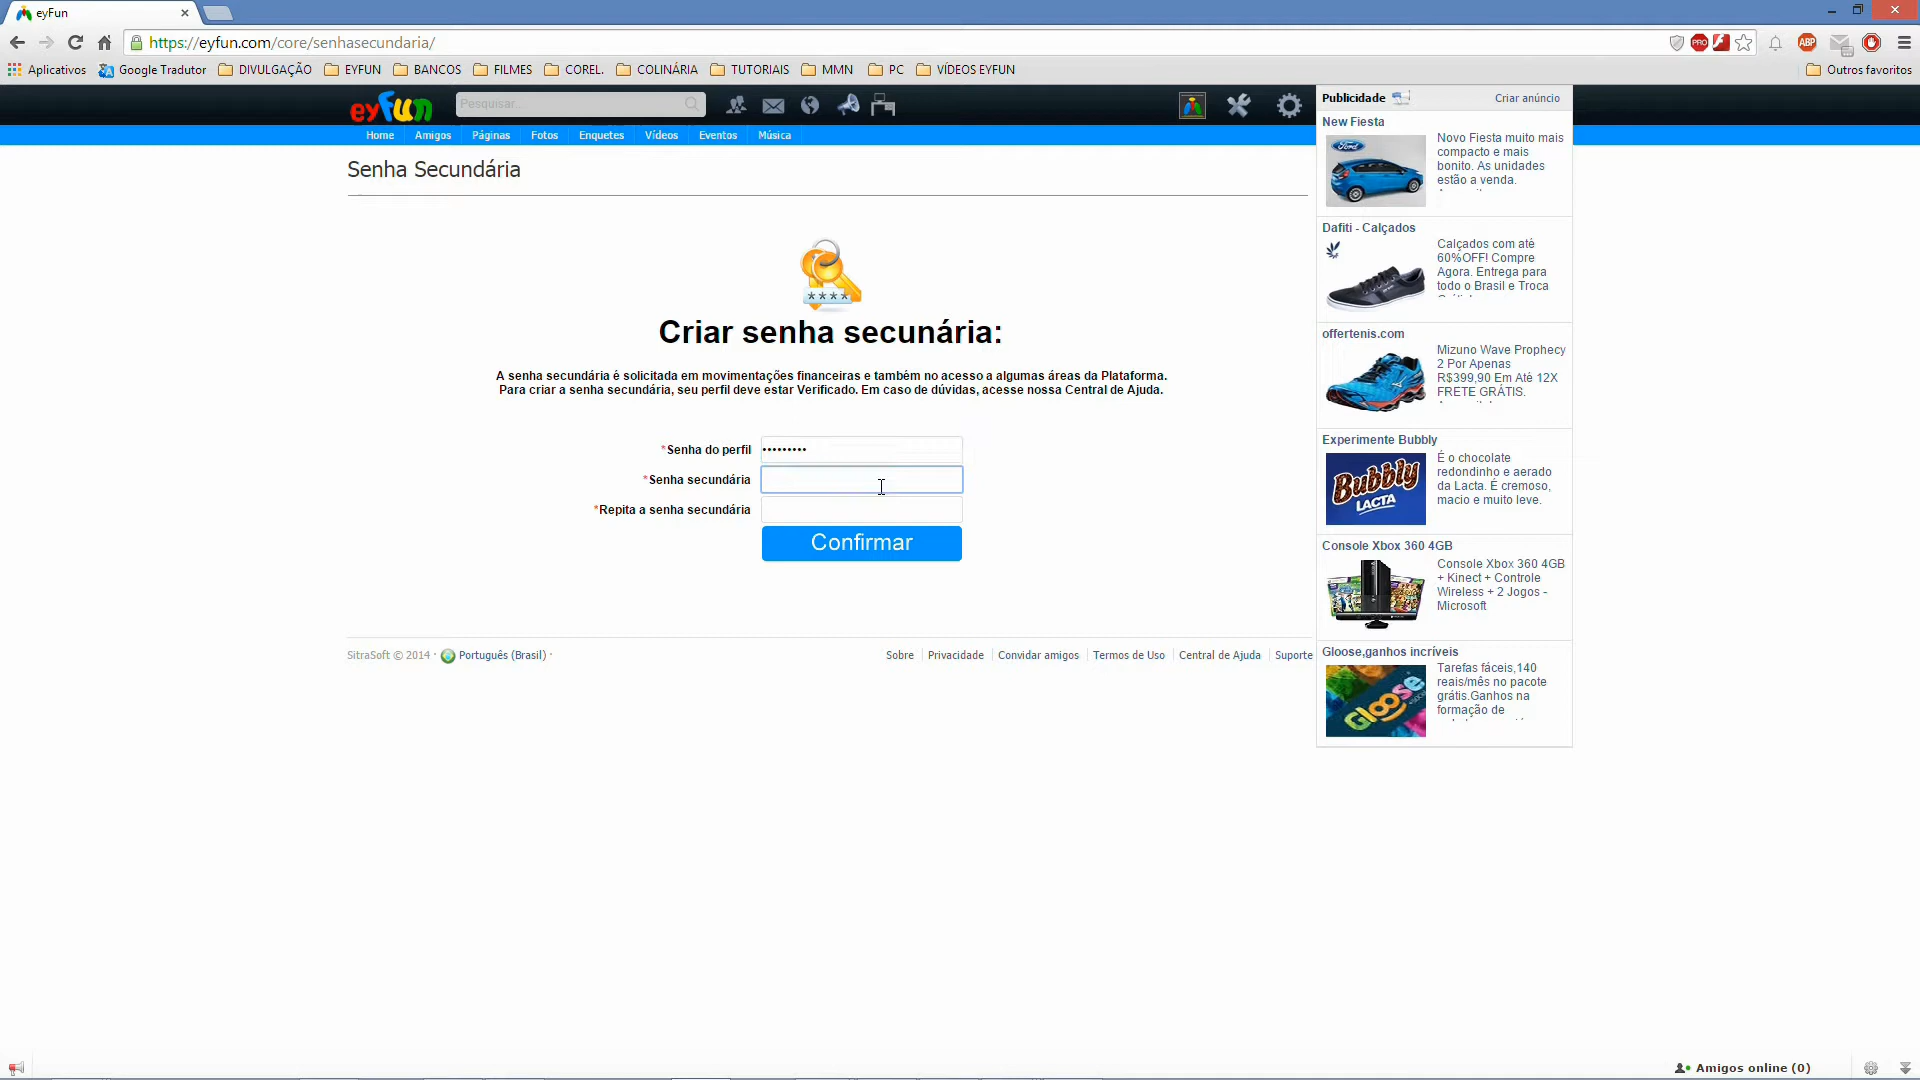 eyFun
https://eyfun.com/core/senhasecundaria/
PRO
ABP
Aplicativos Google Tradutor DIVULGAÇÃO EYFUN BANCOS FILMES COREL. COLINÁRIA TUTORIAIS MMN PC VÍDEOS EYFUN Outros favoritos
eyFun
Pesquisar...
Home Amigos Páginas Fotos Enquetes Vídeos Eventos Música
Senha Secundária
****
Criar senha secunária:
A senha secundária é solicitada em movimentações financeiras e também no acesso a algumas áreas da Plataforma.
Para criar a senha secundária, seu perfil deve estar Verificado. Em caso de dúvidas, acesse nossa Central de Ajuda.
*Senha do perfil •••••••••
*Senha secundária
*Repita a senha secundária
Confirmar
SitraSoft © 2014 · Português (Brasil) ·
Sobre Privacidade Convidar amigos Termos de Uso Central de Ajuda Suporte
Publicidade Criar anúncio
New Fiesta
Ford
Novo Fiesta muito mais
compacto e mais
bonito. As unidades
estão a venda.
Dafiti - Calçados
Calçados com até
60%OFF! Compre
Agora. Entrega para
todo o Brasil e Troca
offertenis.com
Mizuno Wave Prophecy
2 Por Apenas
R$399,90 Em Até 12X
FRETE GRÁTIS.
Experimente Bubbly
Bubbly
LACTA
É o chocolate
redondinho e aerado
da Lacta. É cremoso,
macio e muito leve.
Console Xbox 360 4GB
Console Xbox 360 4GB
+ Kinect + Controle
Wireless + 2 Jogos -
Microsoft
Gloose,ganhos incríveis
gloose
Tarefas fáceis,140
reais/mês no pacote
grátis.Ganhos na
formação de
Amigos online (0)